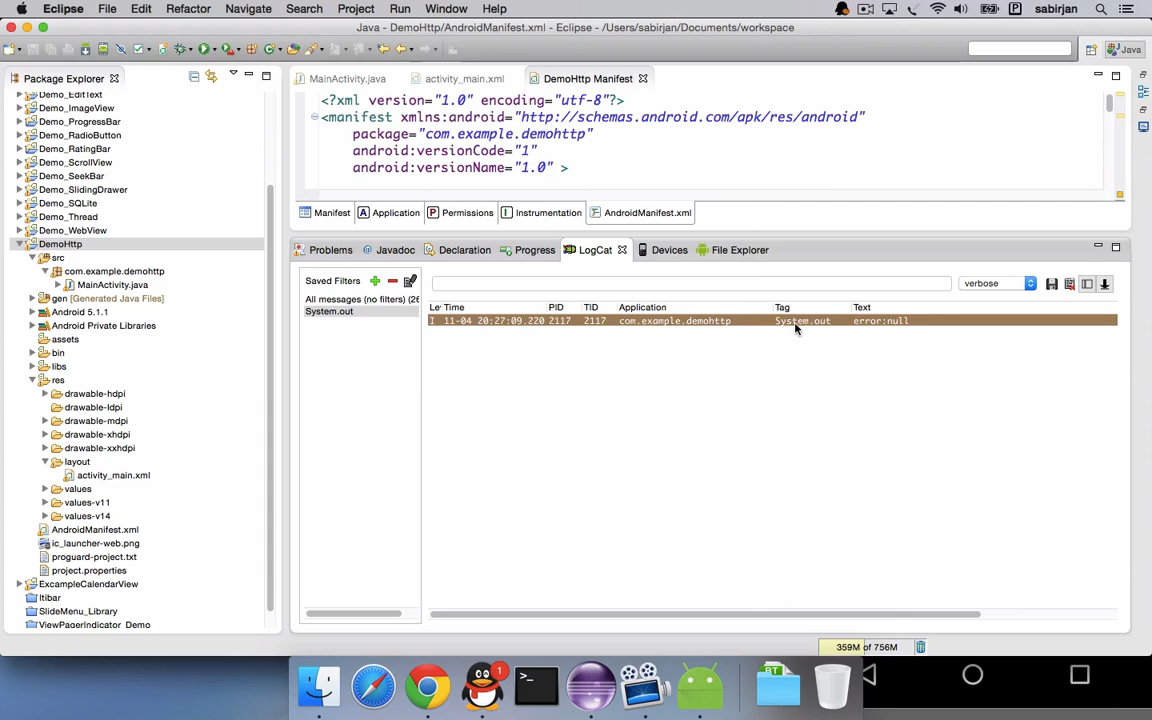 Eclipse File Edit Refactor Navigate Search Project Run Window Help sabirjan
Java - DemoHttp/AndroidManifest.xml - Eclipse - /Users/sabirjan/Documents/workspace
Java
Package Explorer
Demo_EditText
Demo_ImageView
Demo_ProgressBar
Demo_RadioButton
Demo_RatingBar
Demo_ScrollView
Demo_SeekBar
Demo_SlidingDrawer
Demo_SQLite
Demo_Thread
Demo_WebView
DemoHttp
src
com.example.demohttp
MainActivity.java
gen [Generated Java Files]
Android 5.1.1
Android Private Libraries
assets
bin
libs
res
drawable-hdpi
drawable-ldpi
drawable-mdpi
drawable-xhdpi
drawable-xxhdpi
layout
activity_main.xml
values
values-v11
values-v14
AndroidManifest.xml
ic_launcher-web.png
proguard-project.txt
project.properties
ExcampleCalendarView
SlideMenu_Library
ViewPagerIndicator_Demo
MainActivity.java activity_main.xml DemoHttp Manifest
<?xml version="1.0" encoding="utf-8"?>
<manifest xmlns:android="http://schemas.android.com/apk/res/android"
package="com.example.demohttp"
android:versionCode="1"
android:versionName="1.0" >
Manifest Application Permissions Instrumentation AndroidManifest.xml
Problems Javadoc Declaration Progress LogCat Devices File Explorer
Saved Filters
All messages (no filters) (26
System.out
verbose
Le Time PID TID Application Tag Text
I 11-04 20:27:09.220 2117 2117 com.example.demohttp System.out error:null
359M of 756M
1
BT